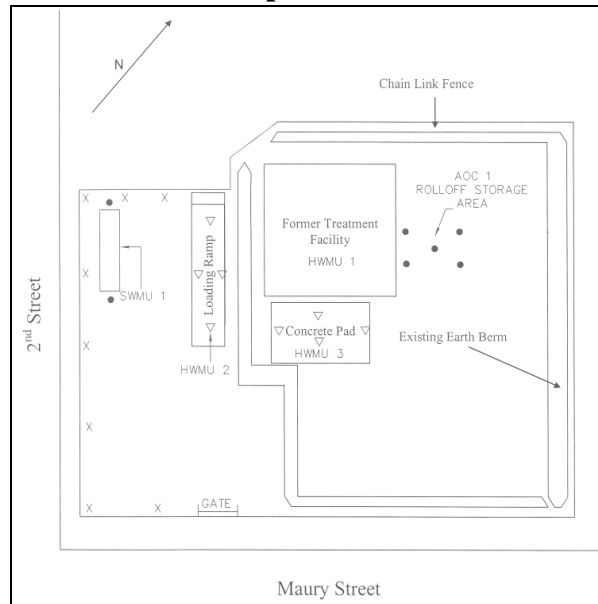 N
Chain Link Fence
AOC 1
ROLLOFF STORAGE
AREA
Former Treatment
Facility
HWMU 1
Loading Ramp
SWMU 1
Concrete Pad
HWMU 3
Existing Earth Berm
HWMU 2
2nd Street
GATE
Maury Street